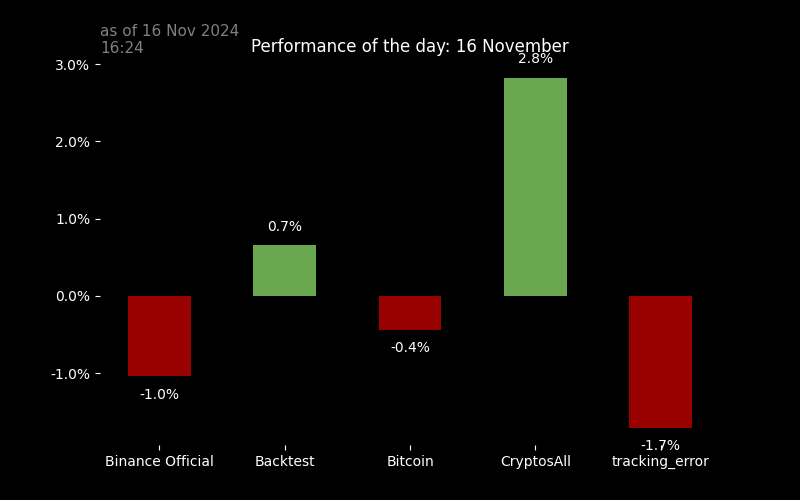 as of 16 Nov 2024
16:24
Performance of the day: 16 November
3.0%
2.0%
1.0%
0.0%
-1.0%
-1.0%
0.7%
-0.4%
2.8%
-1.7%
Binance Official
Backtest
Bitcoin
CryptosAll
tracking_error